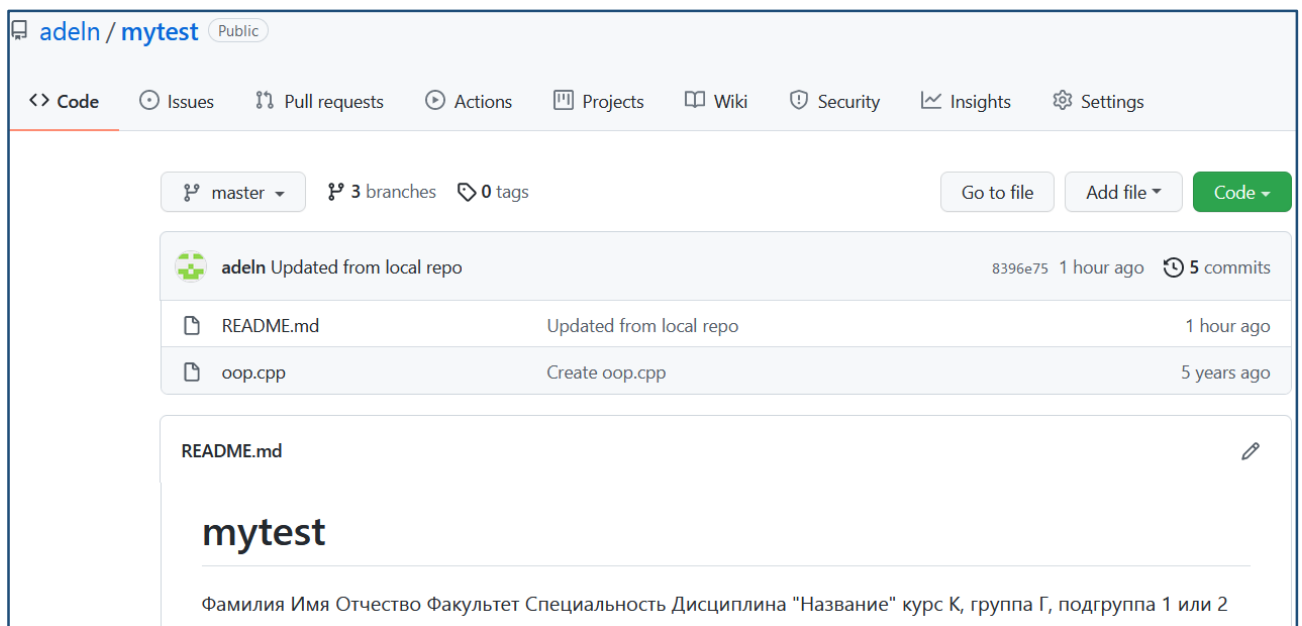 adeln / mytest Public
Code Issues Pull requests Actions Projects Wiki Security Insights Settings
master 3 branches 0 tags Go to file Add file Code
adeln Updated from local repo 8396e75 1 hour ago 5 commits
README.md Updated from local repo 1 hour ago
oop.cpp Create oop.cpp 5 years ago
README.md
mytest
Фамилия Имя Отчество Факультет Специальность Дисциплина "Название" курс К, группа Г, подгруппа 1 или 2